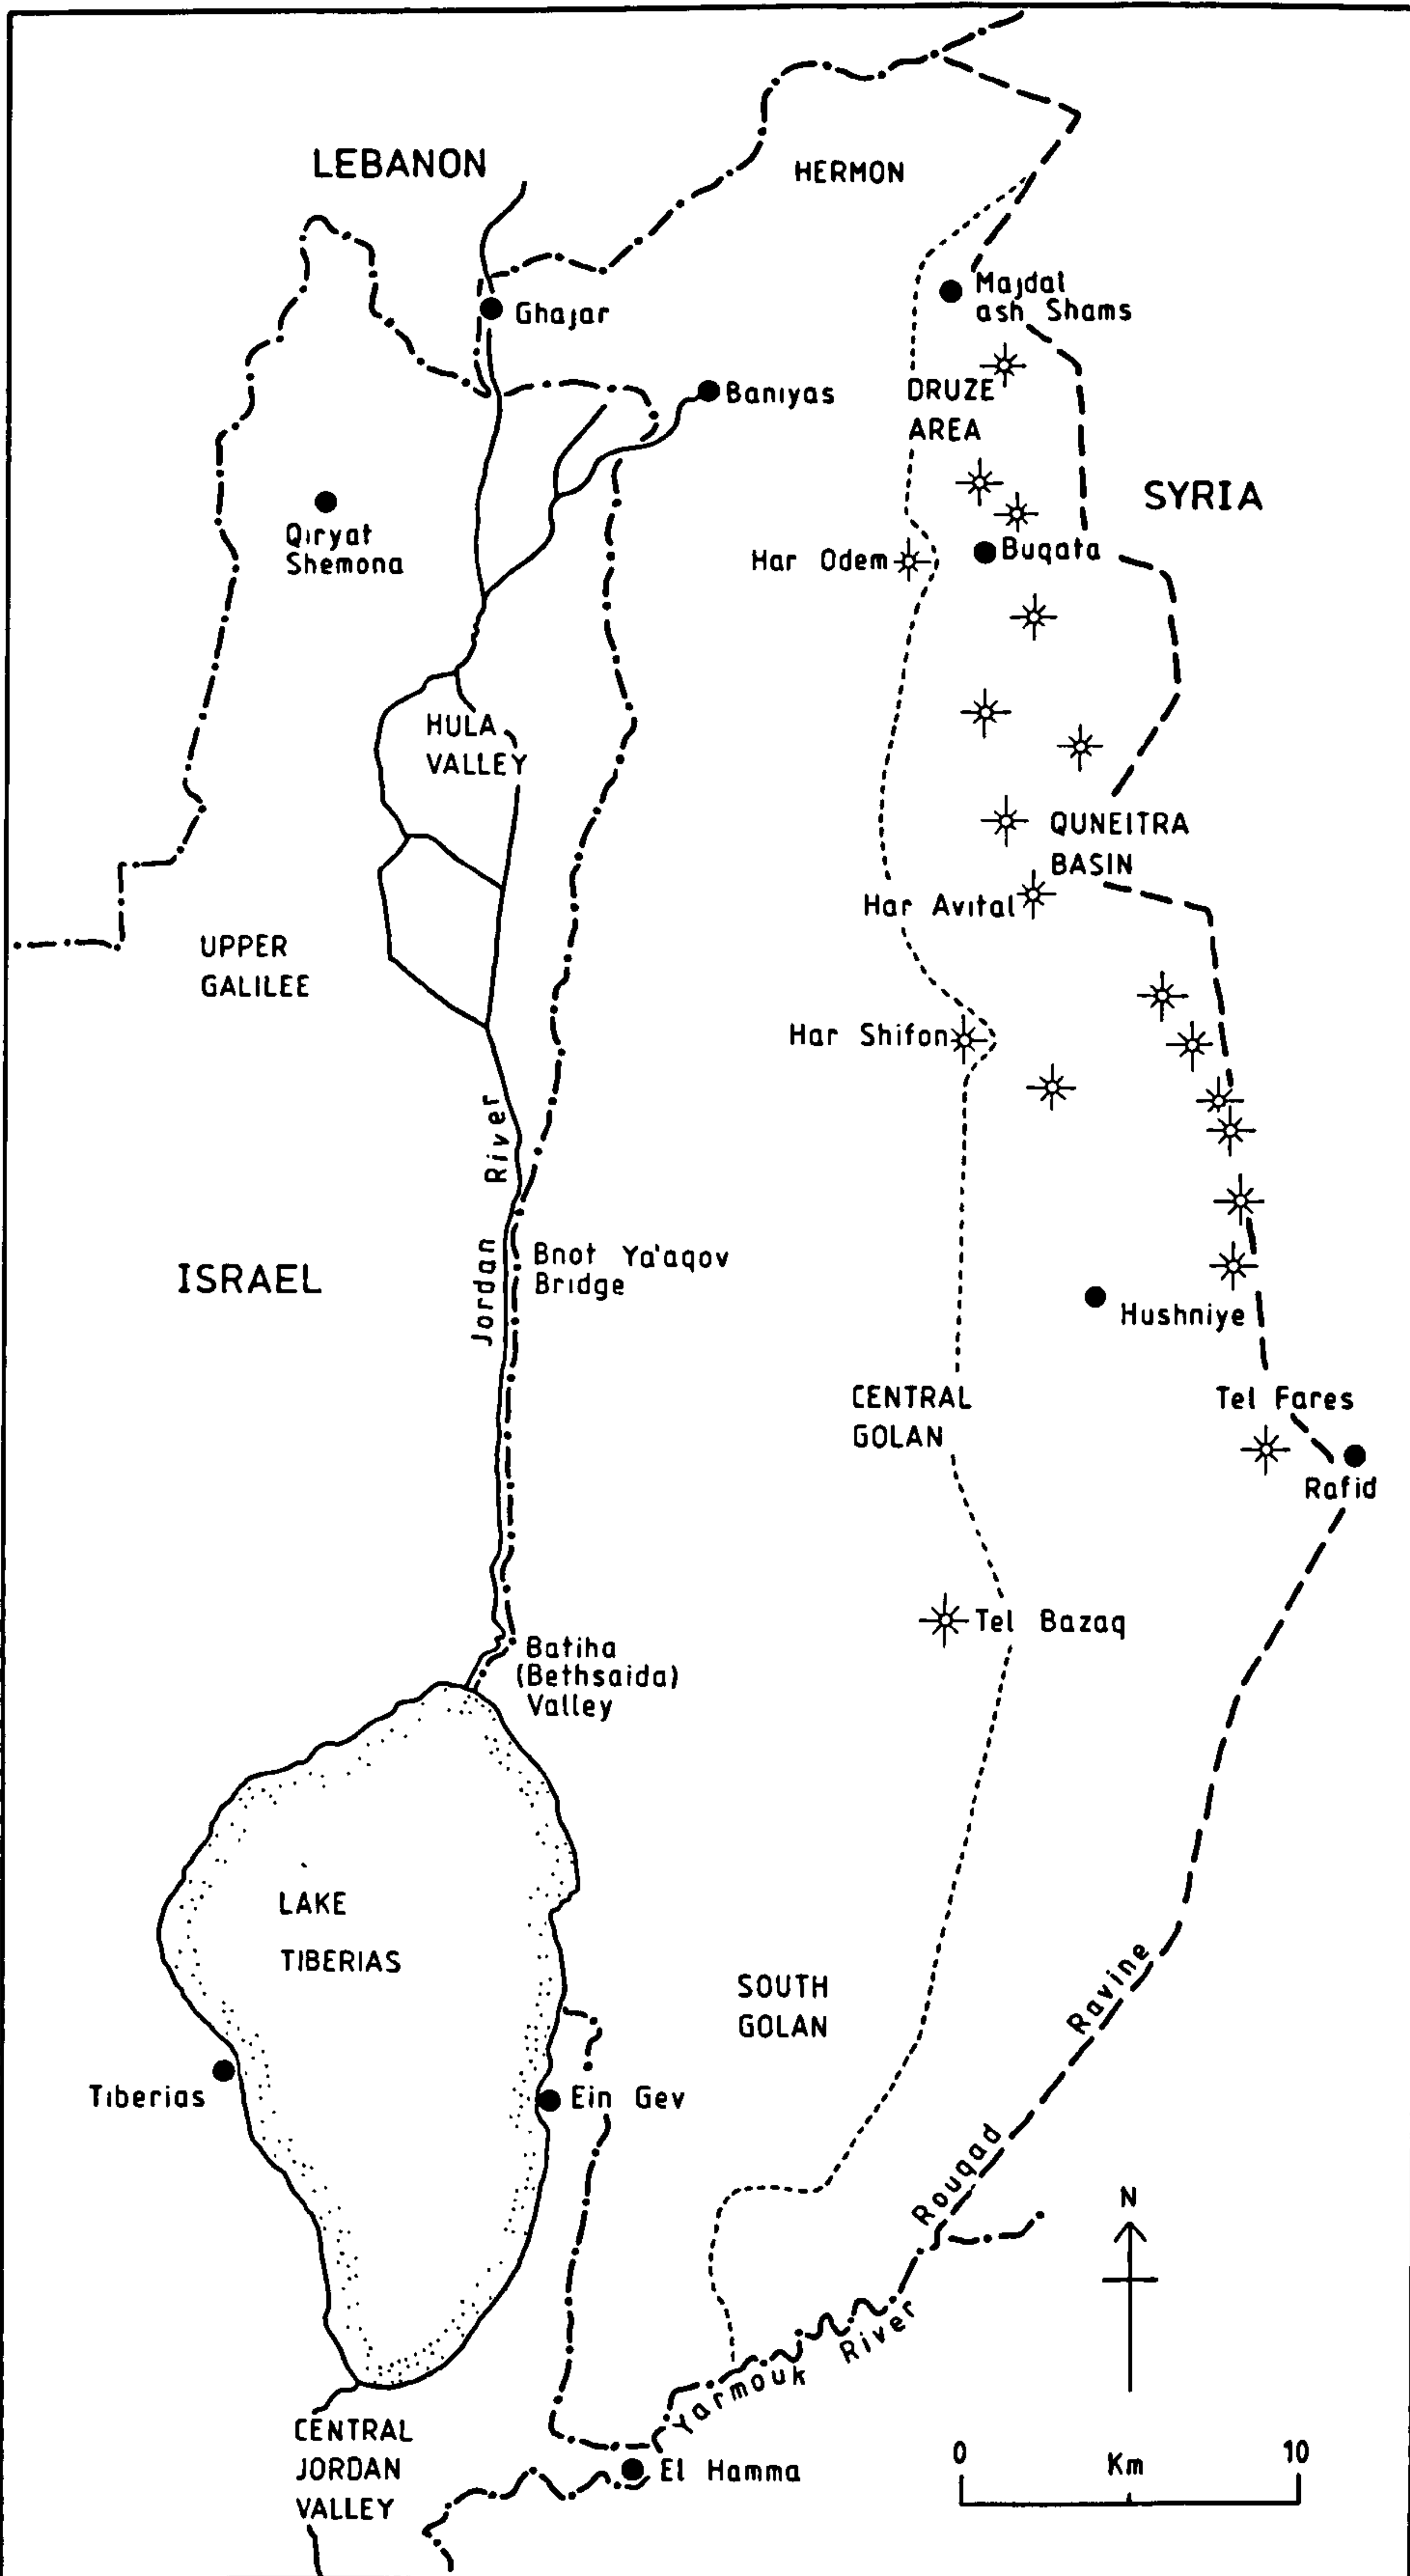 LEBANON
HERMON
Majdal
ash Shams
Ghajar
DRUZE
AREA
Baniyas
SYRIA
Qiryat
Shemona
Har Odem
Buqata
HULA
VALLEY
QUNEITRA
BASIN
Har Avital
UPPER
GALILEE
Har Shifon
Jordan River
ISRAEL
Bnot Ya'aqov
Bridge
Hushniye
CENTRAL
GOLAN
Tel Fares
Rafid
Tel Bazaq
Batiha
(Bethsaida)
Valley
LAKE
TIBERIAS
SOUTH
GOLAN
Rouqad Ravine
Tiberias
Ein Gev
N
Yarmouk River
CENTRAL
JORDAN
VALLEY
El Hamma
0 10
Km